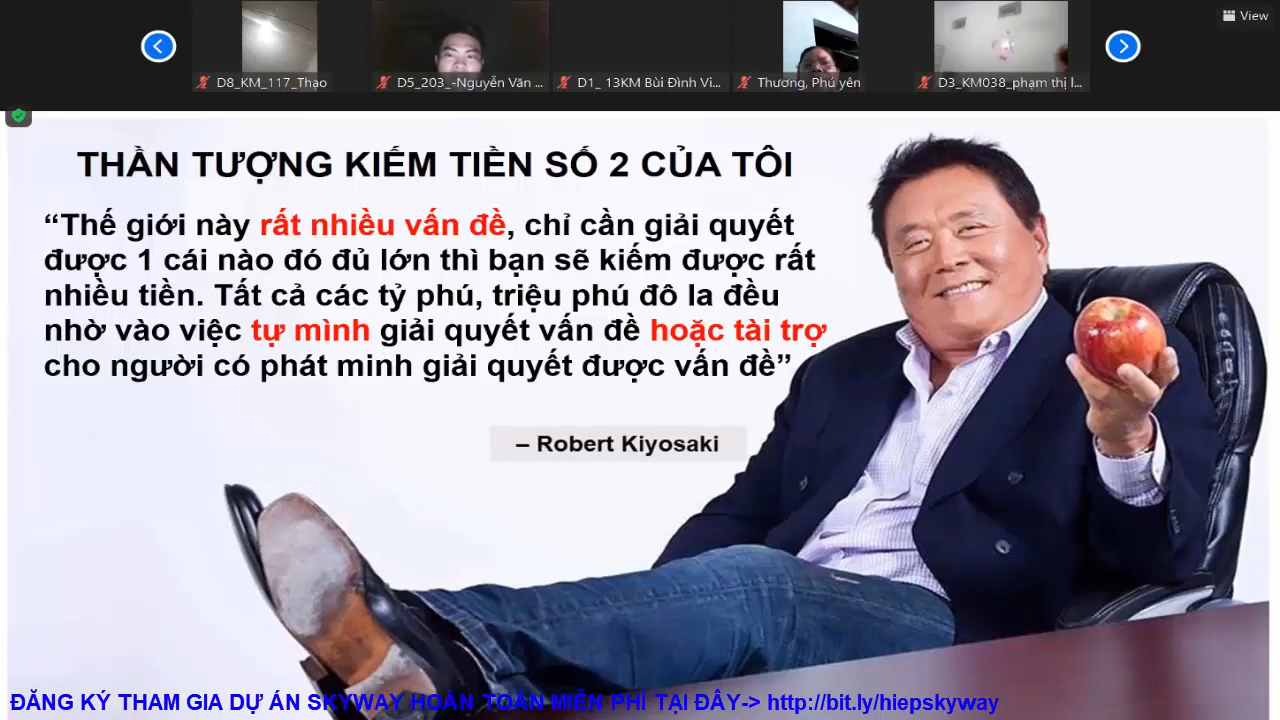 View
D8_KM_117_Thạo
D5_203_-Nguyễn Văn ...
D1_ 13KM Bùi Đình Vi...
Thương, Phú yên
D3_KM038_phạm thị l...
THẦN TƯỢNG KIẾM TIỀN SỐ 2 CỦA TÔI
“Thế giới này rất nhiều vấn đề, chỉ cần giải quyết
được 1 cái nào đó đủ lớn thì bạn sẽ kiếm được rất
nhiều tiền. Tất cả các tỷ phú, triệu phú đô la đều
nhờ vào việc tự mình giải quyết vấn đề hoặc tài trợ
cho người có phát minh giải quyết được vấn đề”
– Robert Kiyosaki
ĐĂNG KÝ THAM GIA DỰ ÁN SKYWAY HOÀN TOÀN MIỄN PHÍ TẠI ĐÂY-> http://bit.ly/hiepskyway